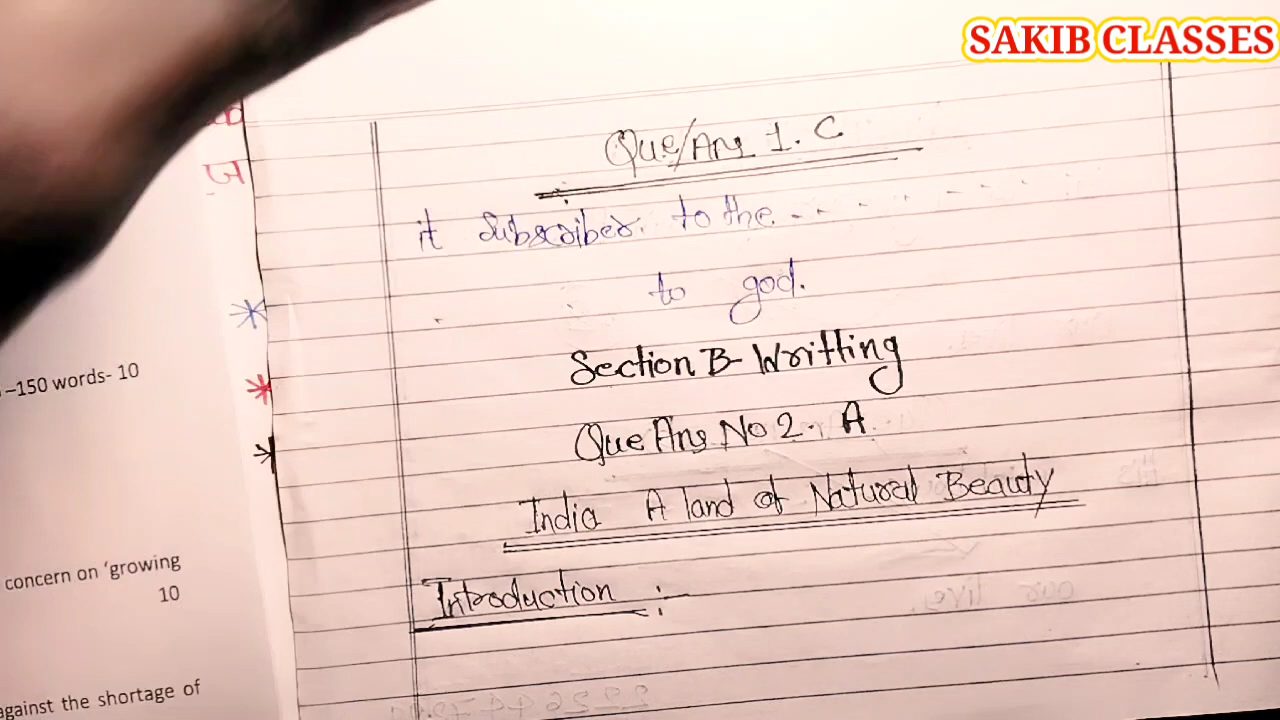 SAKIB CLASSES
Que/Ans 1. C
it subscriber. to the - - - - - - - - -
to god.
Section B- Writting
Que Ans No 2. A
India A land of Natural Beauty
Introduction :-
–150 words- 10
concern on ‘growing
10
against the shortage of